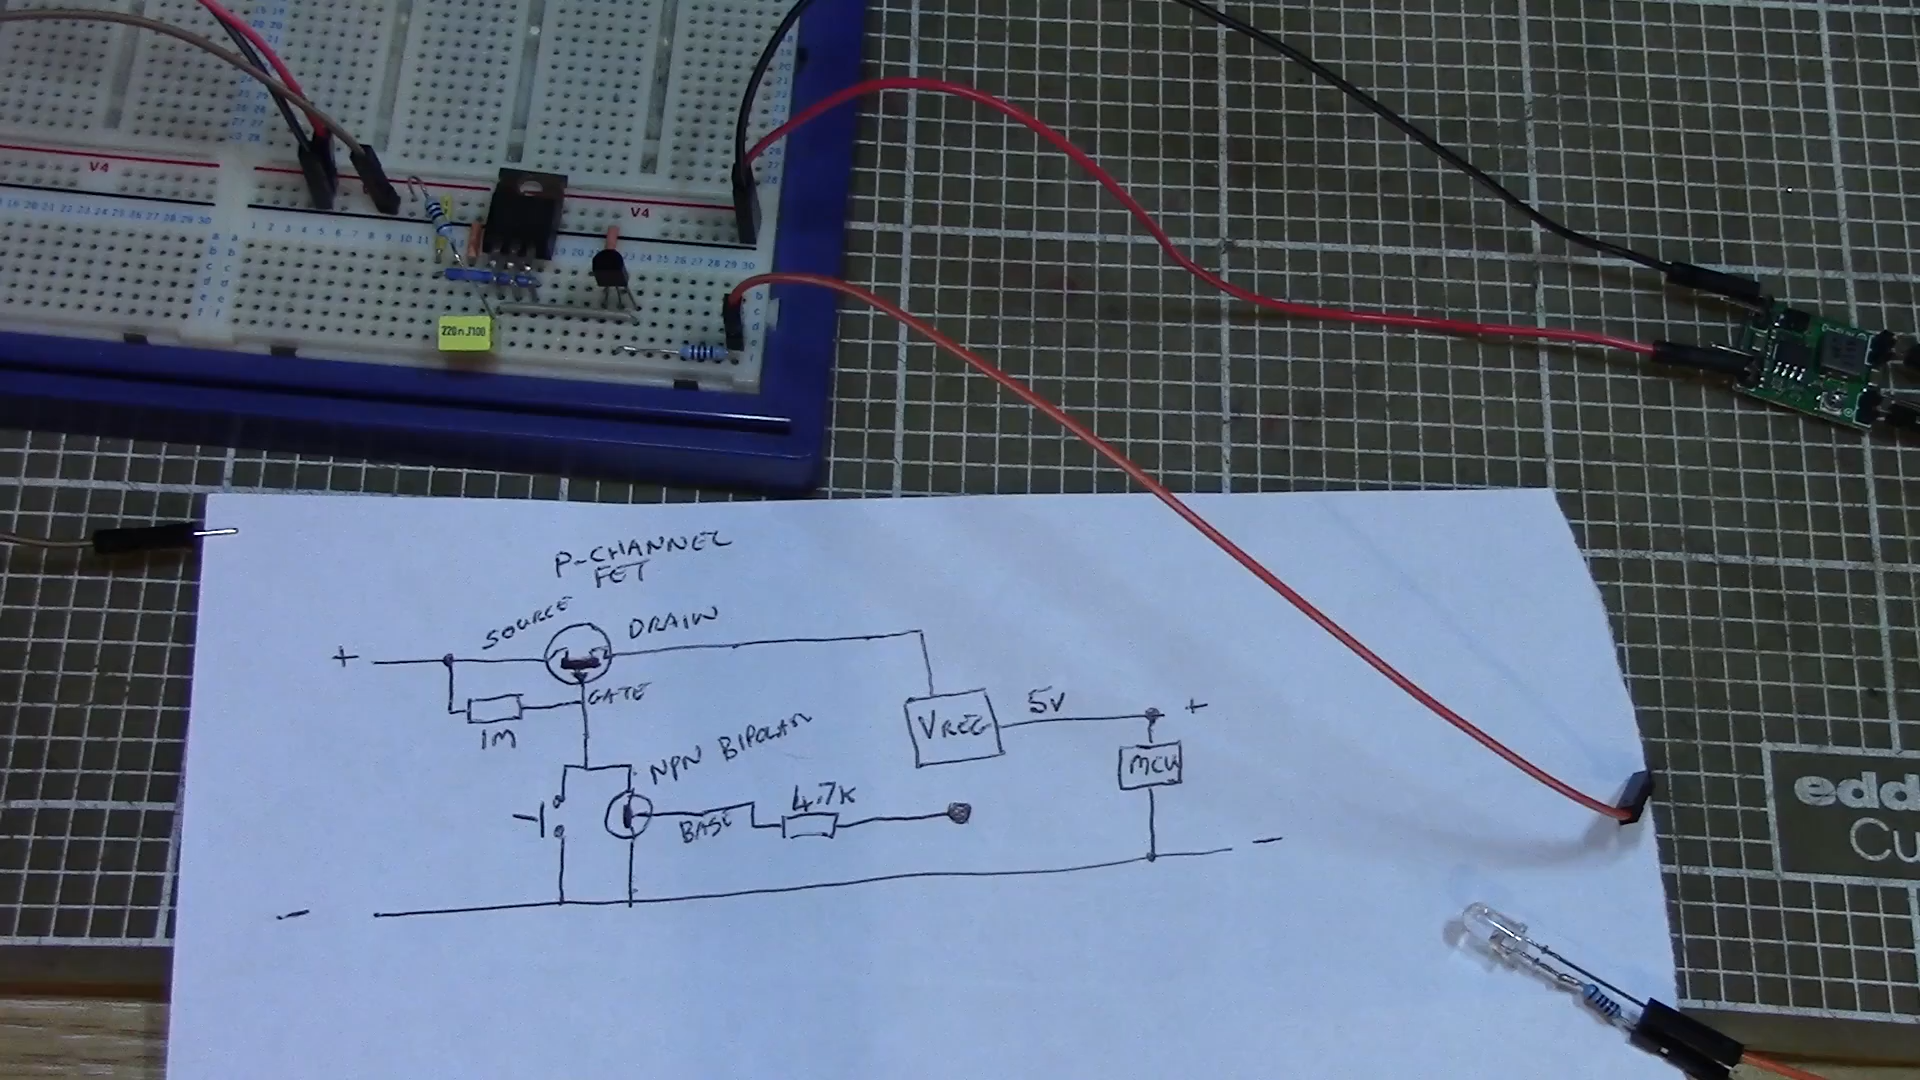 V4
V4
220nJ100
P-CHANNEL
FET
SOURCE
DRAIN
+
GATE
1M
NPN BIPOLAR
VREG
5V
+
MCU
4.7K
BASE
-
-
edd
Cu